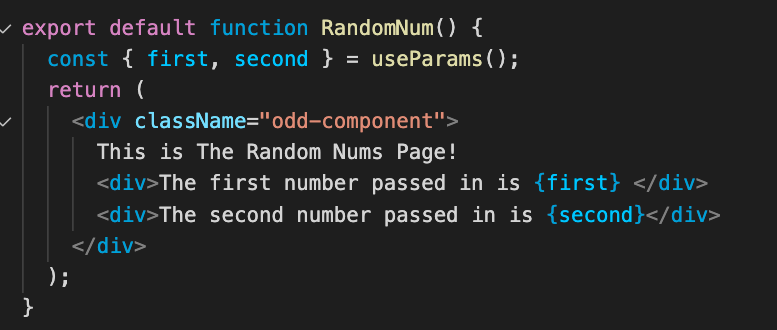 export default function RandomNum() {
  const { first, second } = useParams();
  return (
    <div className="odd-component">
      This is The Random Nums Page!
      <div>The first number passed in is {first} </div>
      <div>The second number passed in is {second}</div>
    </div>
  );
}